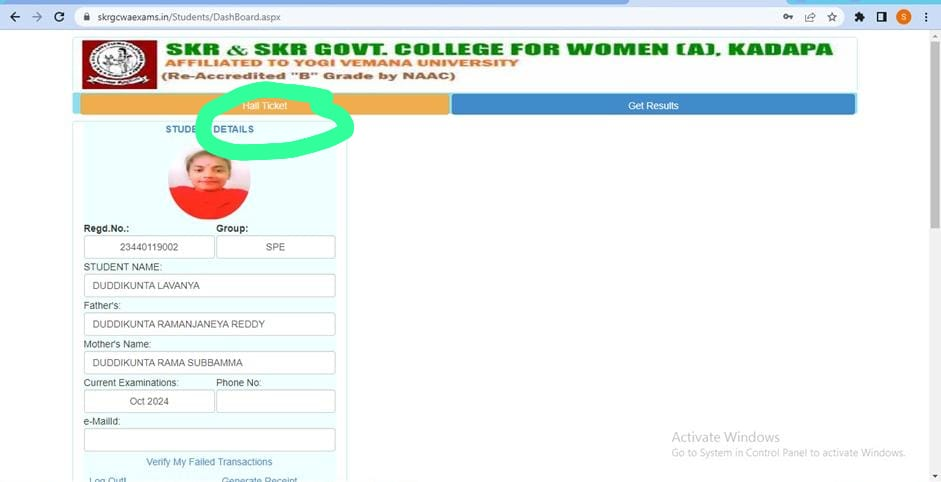 skrgcwaexams.in/Students/DashBoard.aspx
S
SKR & SKR GOVT. COLLEGE FOR WOMEN (A), KADAPA
AFFILIATED TO YOGI VEMANA UNIVERSITY
(Re-Accredited "B" Grade by NAAC)
Hall Ticket Get Results
STUDENT DETAILS
Regd.No.: Group:
23440119002 SPE
STUDENT NAME:
DUDDIKUNTA LAVANYA
Father's:
DUDDIKUNTA RAMANJANEYA REDDY
Mother's Name:
DUDDIKUNTA RAMA SUBBAMMA
Current Examinations: Phone No:
Oct 2024
e-MailId:
Verify My Failed Transactions
Log Out! Generate Receipt
Activate Windows
Go to System in Control Panel to activate Windows.